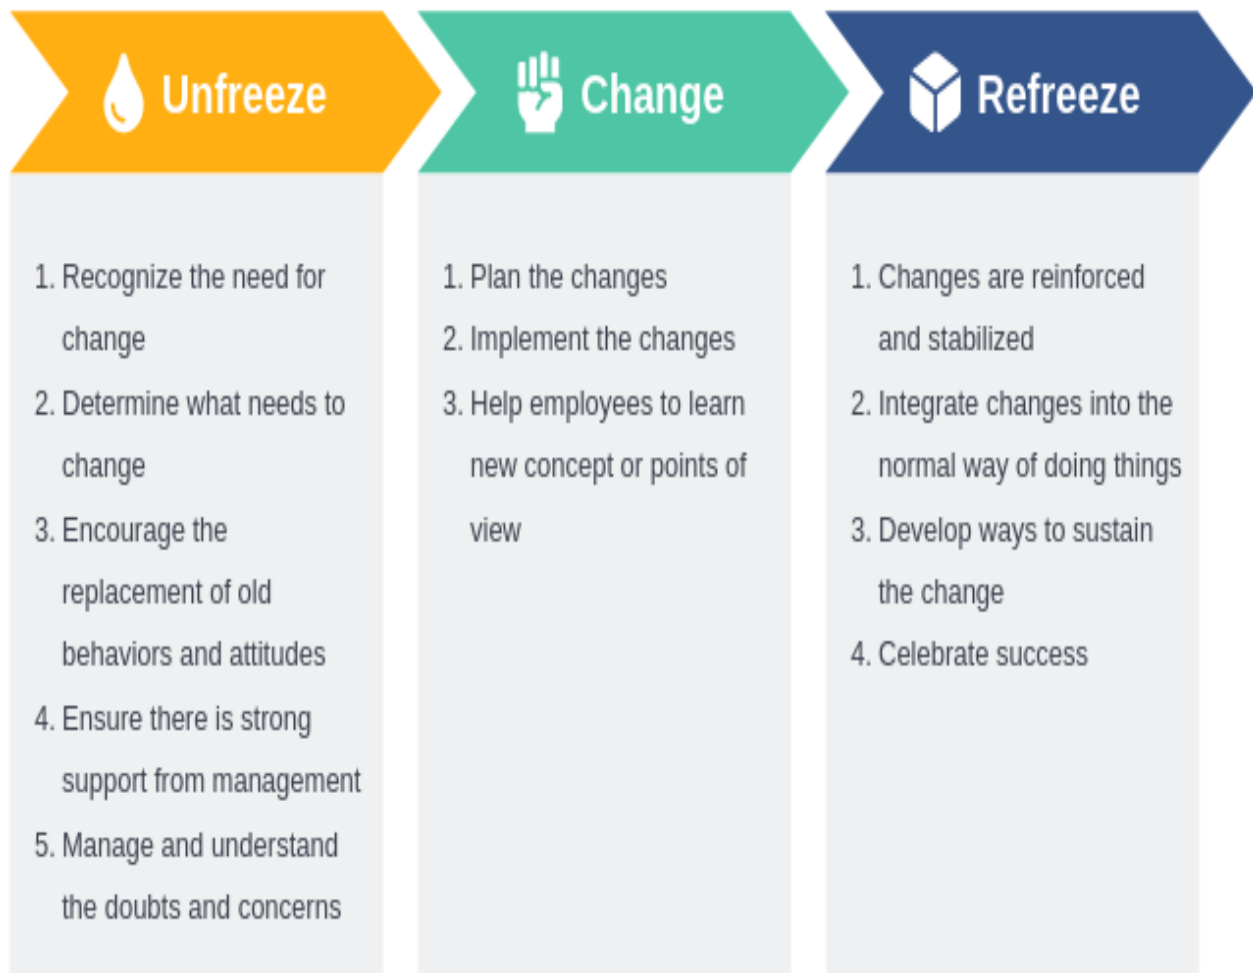 Unfreeze
1. Recognize the need for
change
2. Determine what needs to
change
3. Encourage the
replacement of old
behaviors and attitudes
4. Ensure there is strong
support from management
5. Manage and understand
the doubts and concerns
Change
1. Plan the changes
2. Implement the changes
3. Help employees to learn
new concept or points of
view
Refreeze
1. Changes are reinforced
and stabilized
2. Integrate changes into the
normal way of doing things
3. Develop ways to sustain
the change
4. Celebrate success